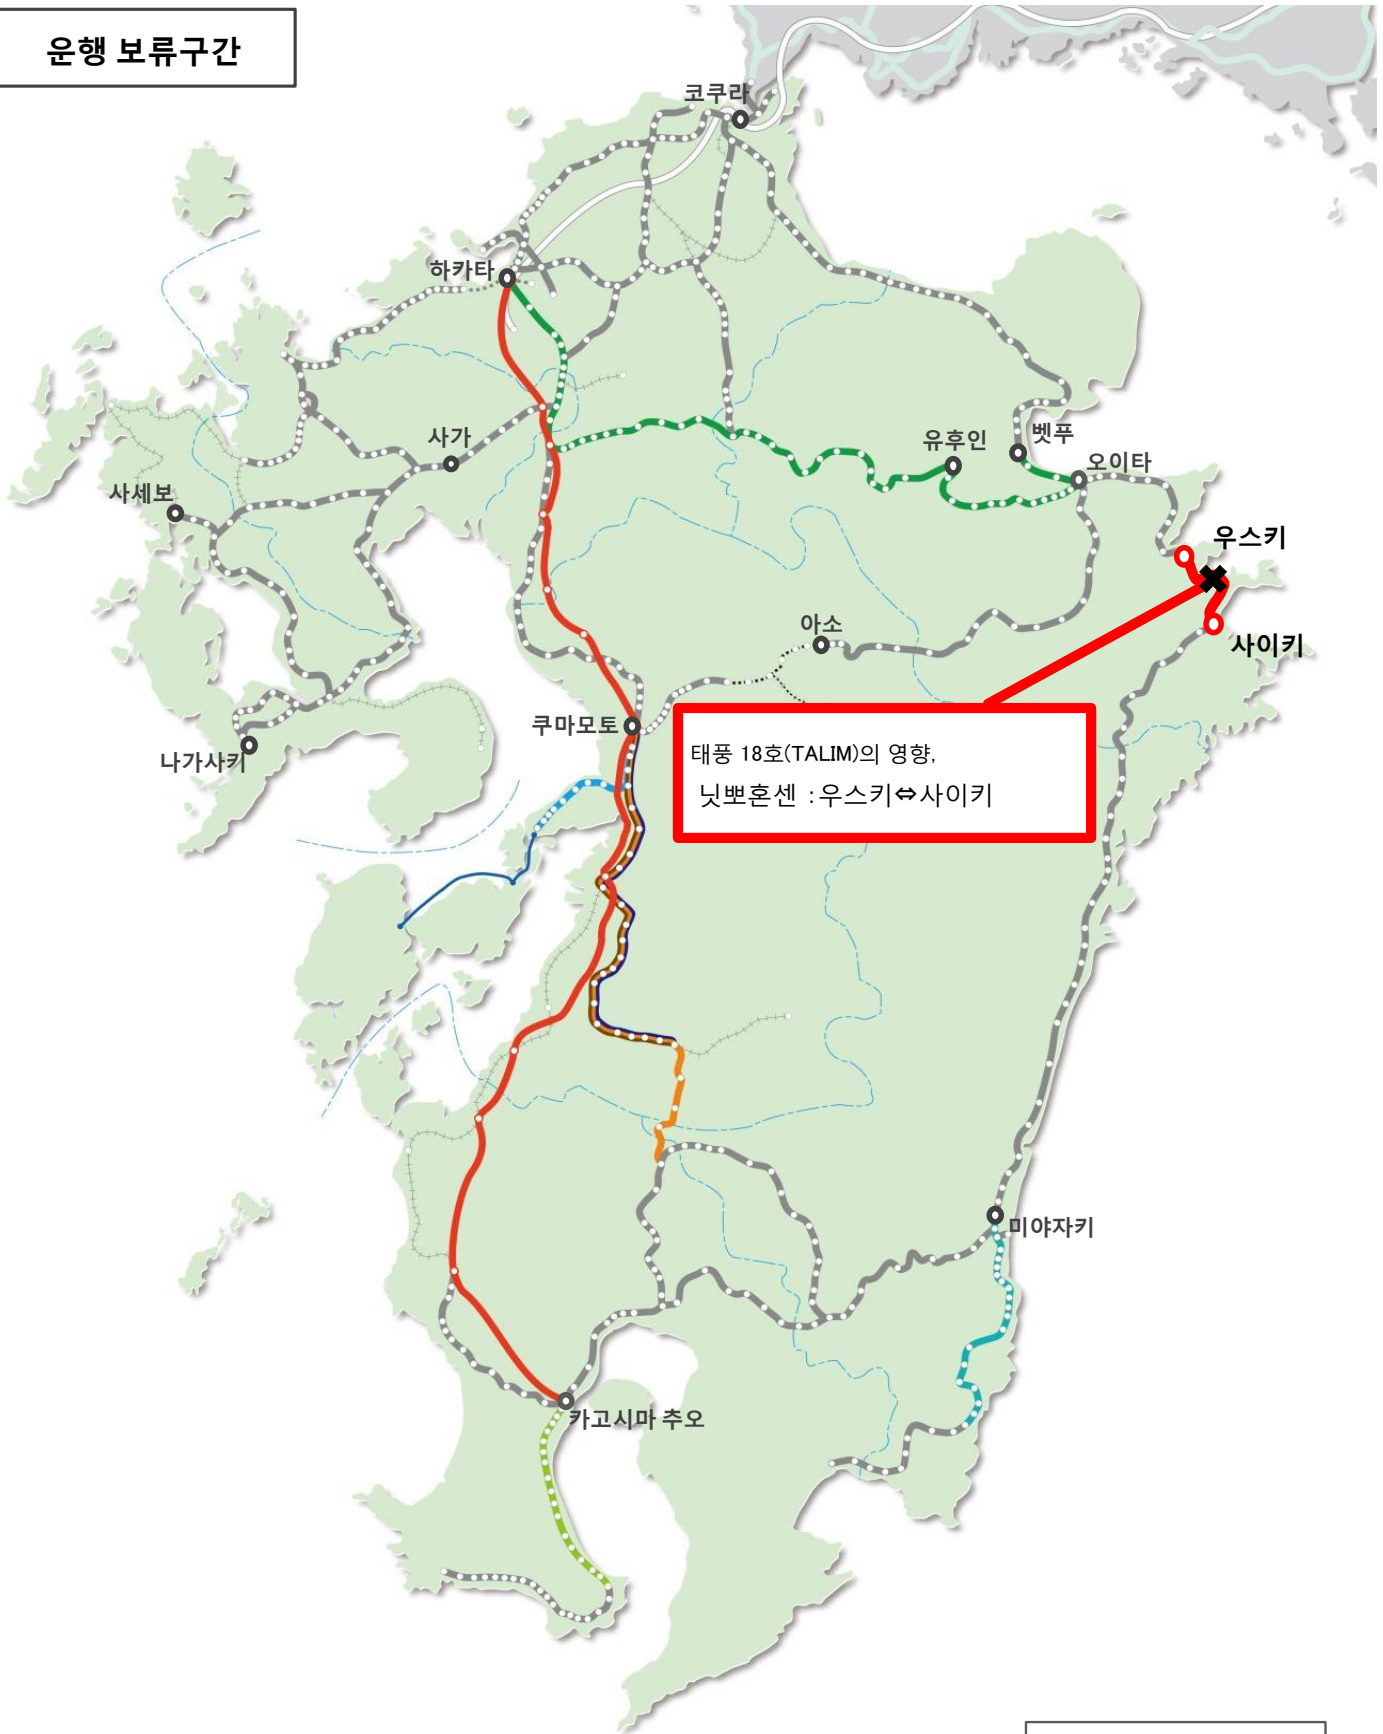 운행 보류구간
코쿠라
하카타
사가
유후인
벳푸
오이타
사세보
우스키
아소
사이키
쿠마모토
나가사키
태풍 18호(TALIM)의 영향,
닛뽀혼센 : 우스키⇔사이키
미야자키
카고시마 추오